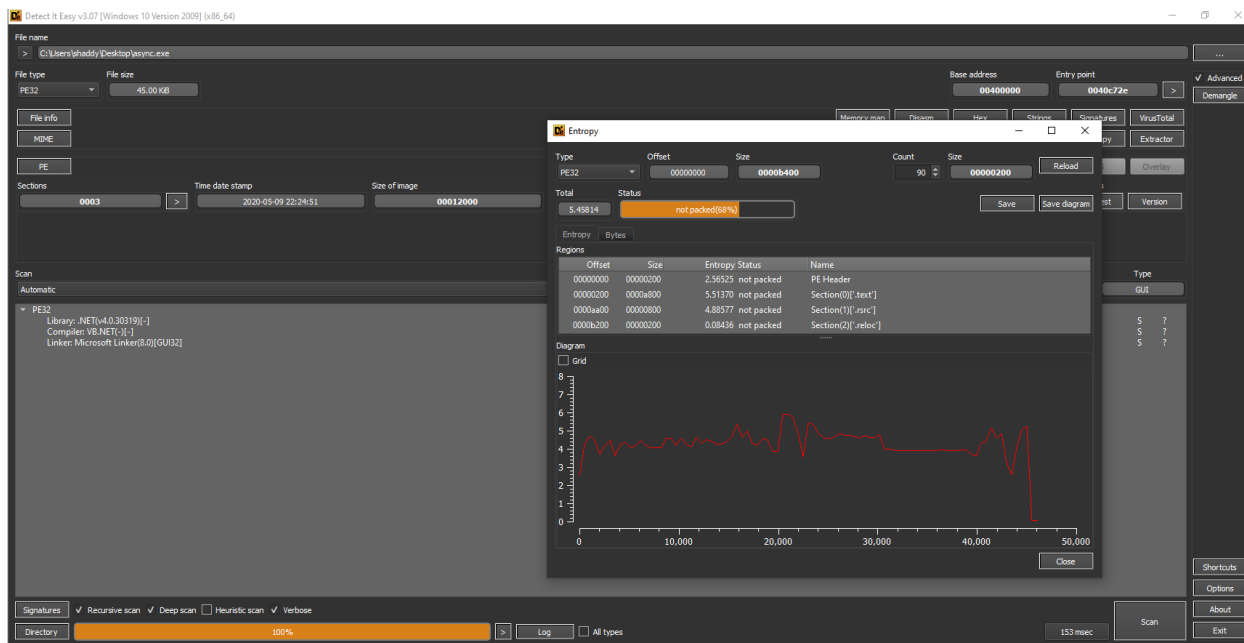 Detect It Easy v3.07 [Windows 10 Version 2009] (x86_64)
File name
> C:\Users\shaddy\Desktop\async.exe ...
File type File size Base address Entry point Advanced
PE32 45.00 KiB 00400000 0040c72e > Demangle
File info Memory map Disasm Hex Strings Signatures VirusTotal
MIME Extractor
PE Overlay
Sections Time date stamp Size of image
0003 > 2020-05-09 22:24:51 00012000 Version
Scan Type
Automatic GUI
PE32
Library: .NET(v4.0.30319)[-] S ?
Compiler: VB.NET(-)[-] S ?
Linker: Microsoft Linker(8.0)[GUI32] S ?
Entropy
Type Offset Size Count Size
PE32 00000000 0000b400 90 00000200 Reload
Total Status
5.45814 not packed(68%) Save Save diagram
Entropy Bytes
Regions
Offset Size Entropy Status Name
00000000 00000200 2.56525 not packed PE Header
00000200 0000a800 5.51370 not packed Section(0)['.text']
0000aa00 00000800 4.88577 not packed Section(1)['.rsrc']
0000b200 00000200 0.08436 not packed Section(2)['.reloc']
Diagram
Grid
8
7
6
5
4
3
2
1
0
0 10,000 20,000 30,000 40,000 50,000
Close
Shortcuts
Options
Signatures Recursive scan Deep scan Heuristic scan Verbose Scan About
Directory 100% > Log All types 153 msec Exit